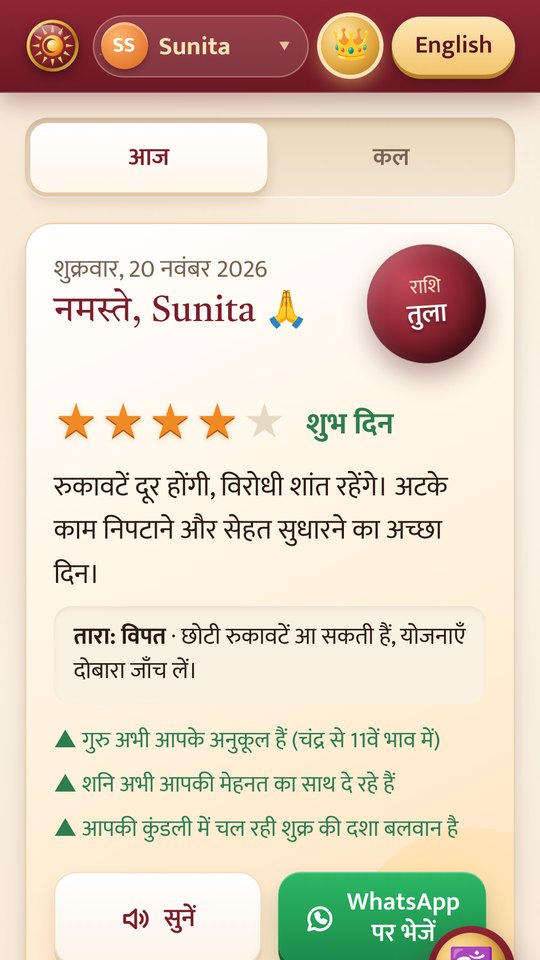 SS Sunita ▼ English
आज कल
शुक्रवार, 20 नवंबर 2026
नमस्ते, Sunita 🙏
राशि
तुला
शुभ दिन
रुकावटें दूर होंगी, विरोधी शांत रहेंगे। अटके
काम निपटाने और सेहत सुधारने का अच्छा
दिन।
तारा: विपत · छोटी रुकावटें आ सकती हैं, योजनाएँ
दोबारा जाँच लें।
▲ गुरु अभी आपके अनुकूल हैं (चंद्र से 11वें भाव में)
▲ शनि अभी आपकी मेहनत का साथ दे रहे हैं
▲ आपकी कुंडली में चल रही शुक्र की दशा बलवान है
सुनें
WhatsApp
पर भेजें